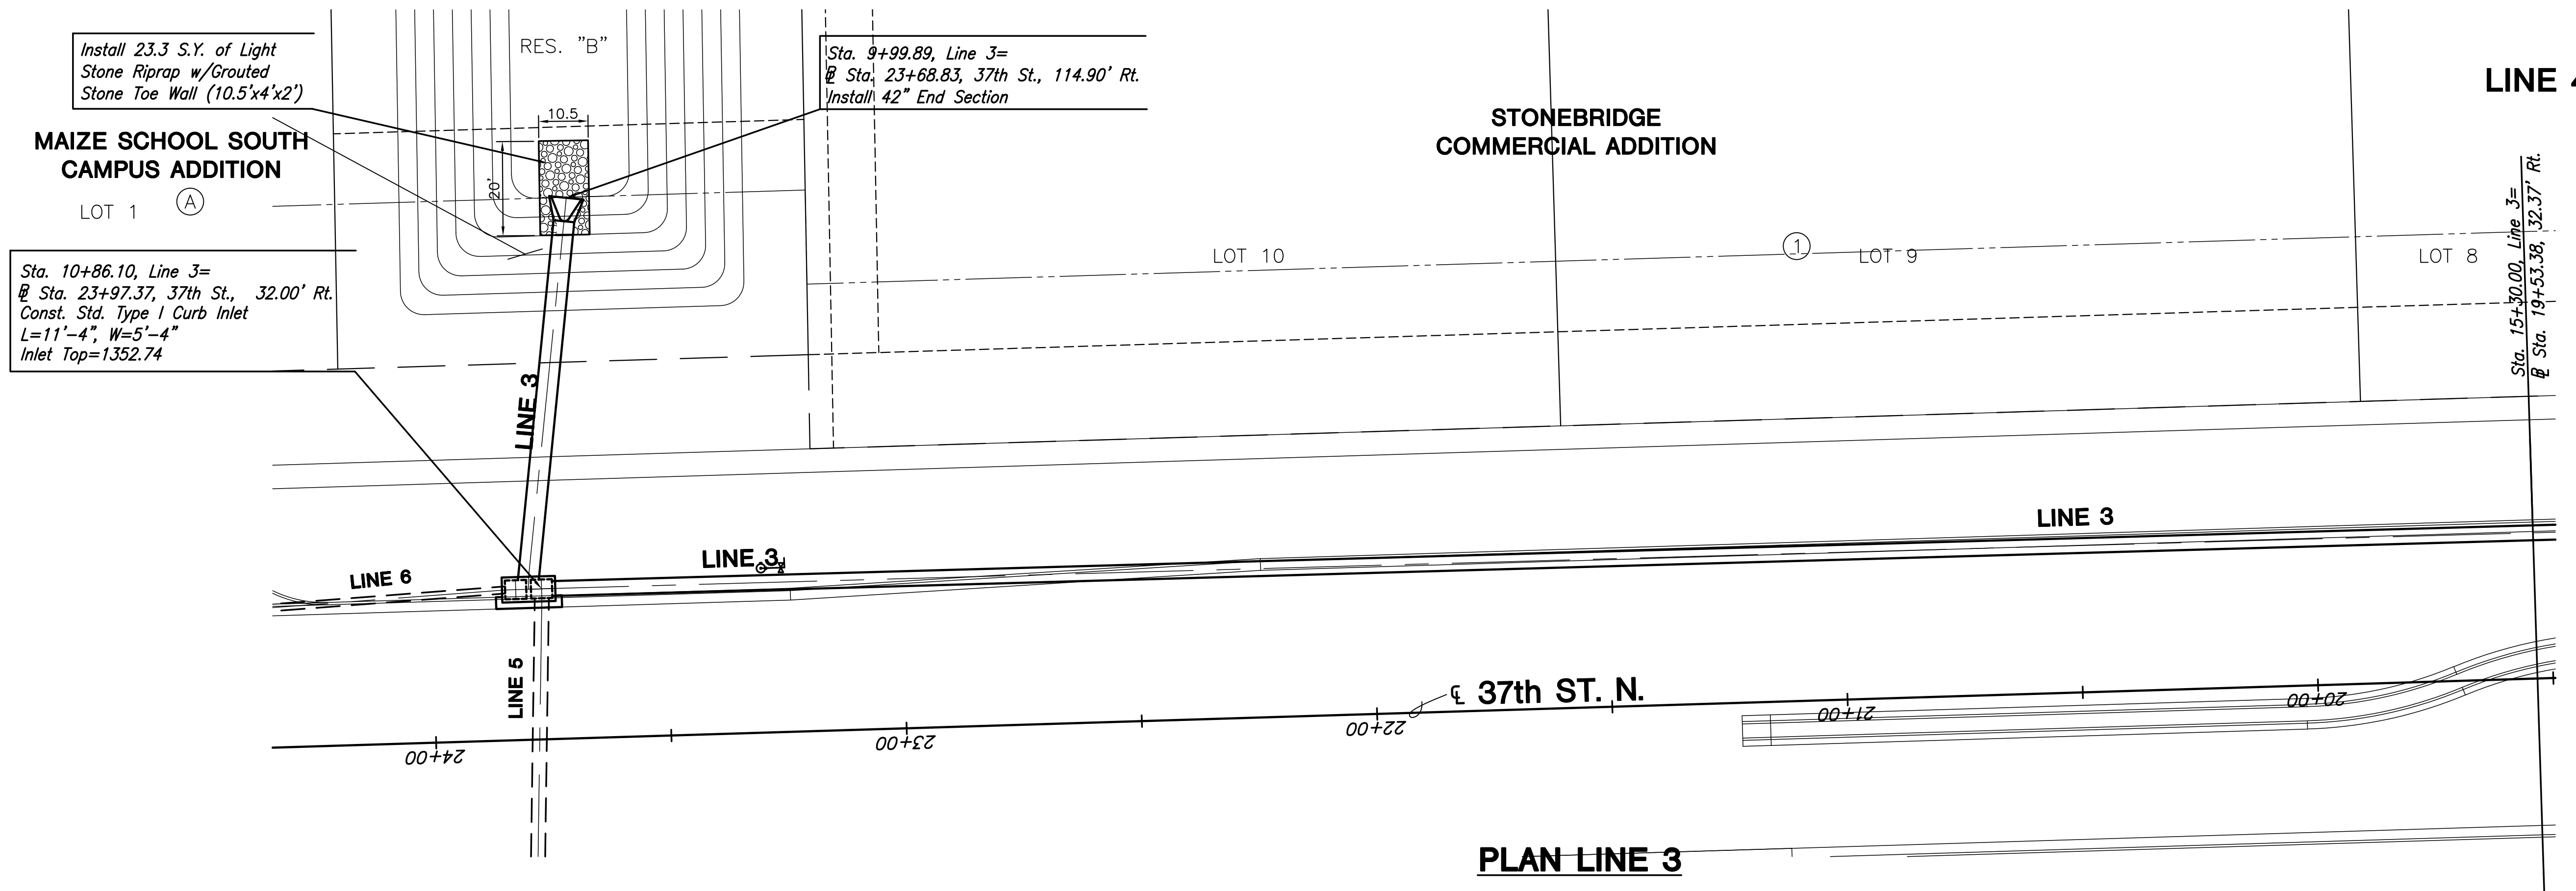 Install 23.3 S.Y. of Light
Stone Riprap w/Grouted
Stone Toe Wall (10.5'x4'x2')
RES. "B"
Sta. 9+99.89, Line 3=
℄ Sta. 23+68.83, 37th St., 114.90' Rt.
Install 42" End Section
LINE 4
10.5
20'
MAIZE SCHOOL SOUTH
CAMPUS ADDITION
LOT 1
A
STONEBRIDGE
COMMERCIAL ADDITION
Sta. 10+86.10, Line 3=
℄ Sta. 23+97.37, 37th St., 32.00' Rt.
Const. Std. Type I Curb Inlet
L=11'-4", W=5'-4"
Inlet Top=1352.74
LOT 10
1
LOT 9
LOT 8
Sta. 15+30.00, Line 3=
℄ Sta. 19+53.38, 32.37' Rt.
LINE 3
LINE 3
LINE 3
LINE 6
LINE 5
℄ 37th ST. N.
24+00
23+00
22+00
21+00
20+00
PLAN LINE 3